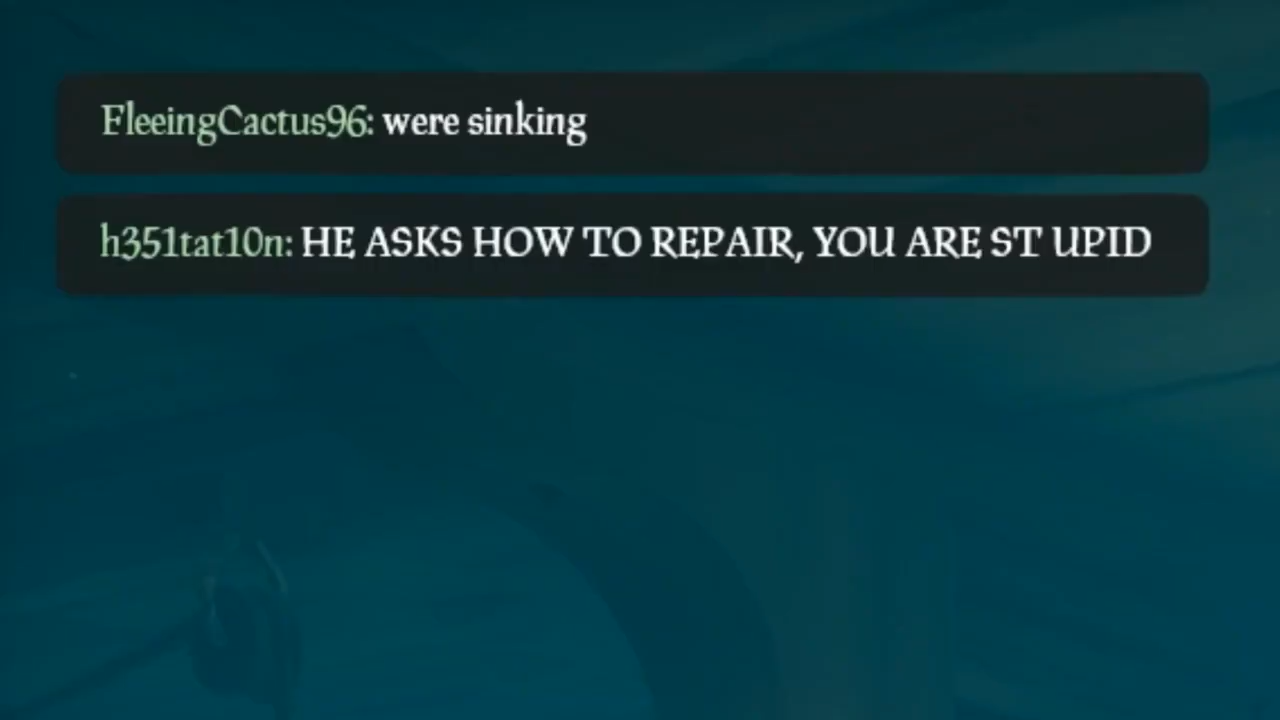 FleeingCactus96: were sinking
h351tat10n: HE ASKS HOW TO REPAIR, YOU ARE ST UPID